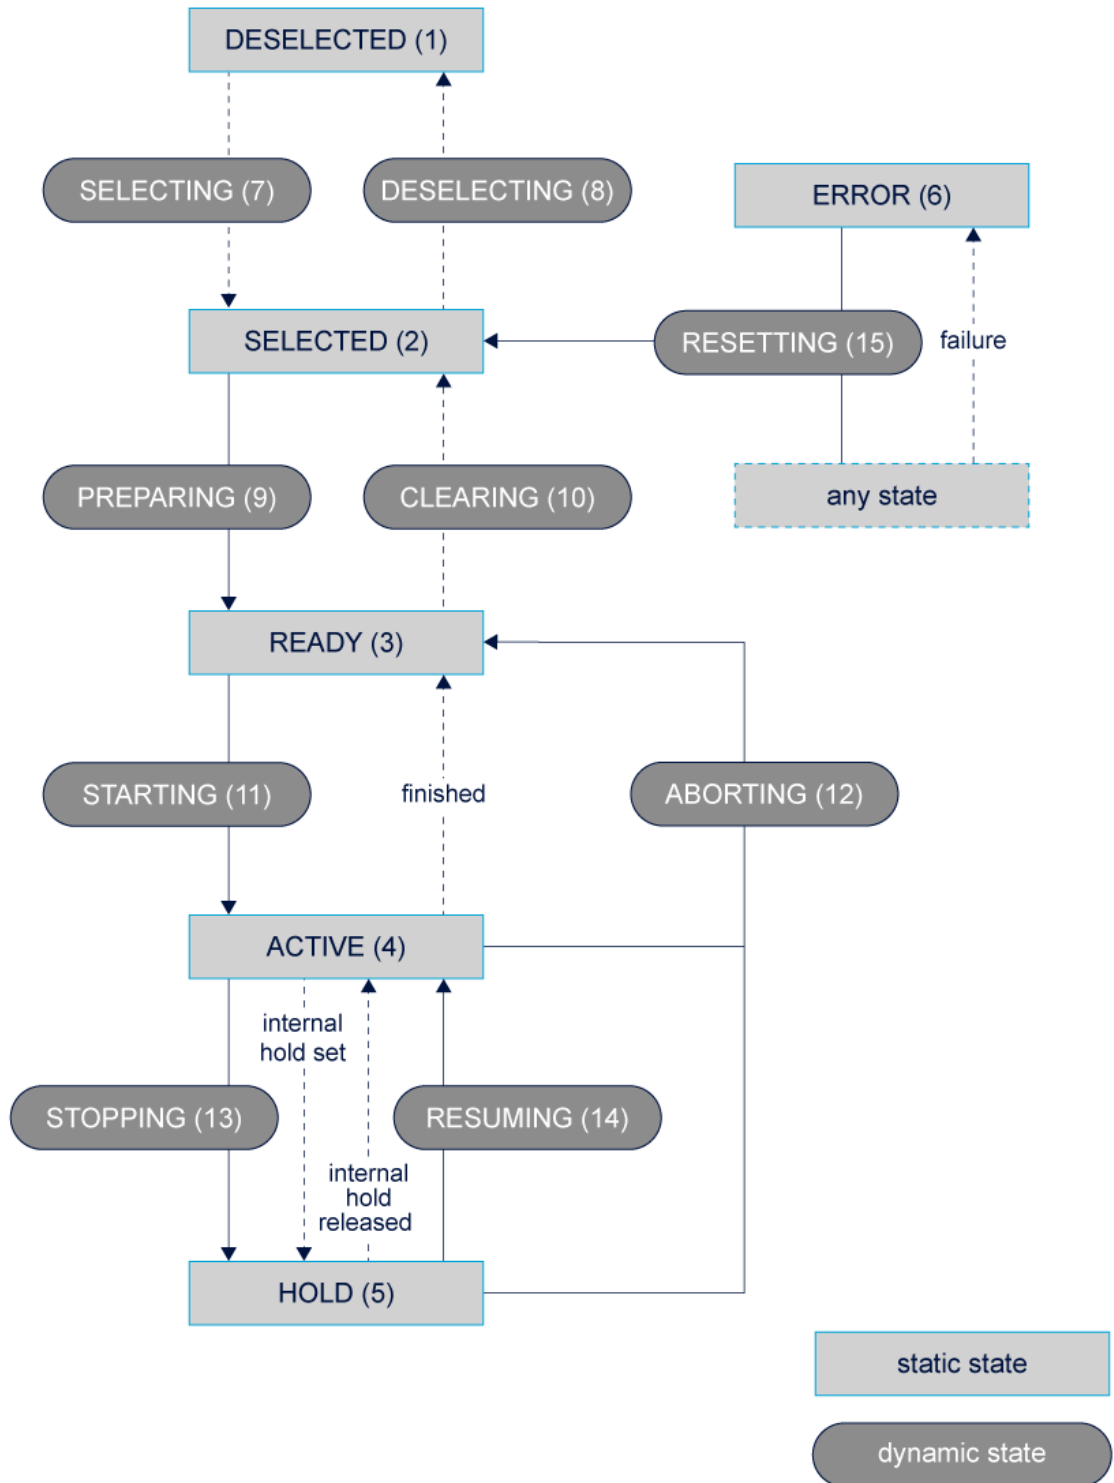 DESELECTED (1)
SELECTING (7)
DESELECTING (8)
ERROR (6)
SELECTED (2)
RESETTING (15)
failure
PREPARING (9)
CLEARING (10)
any state
READY (3)
STARTING (11)
finished
ABORTING (12)
ACTIVE (4)
internal
hold set
STOPPING (13)
RESUMING (14)
internal
hold
released
HOLD (5)
static state
dynamic state